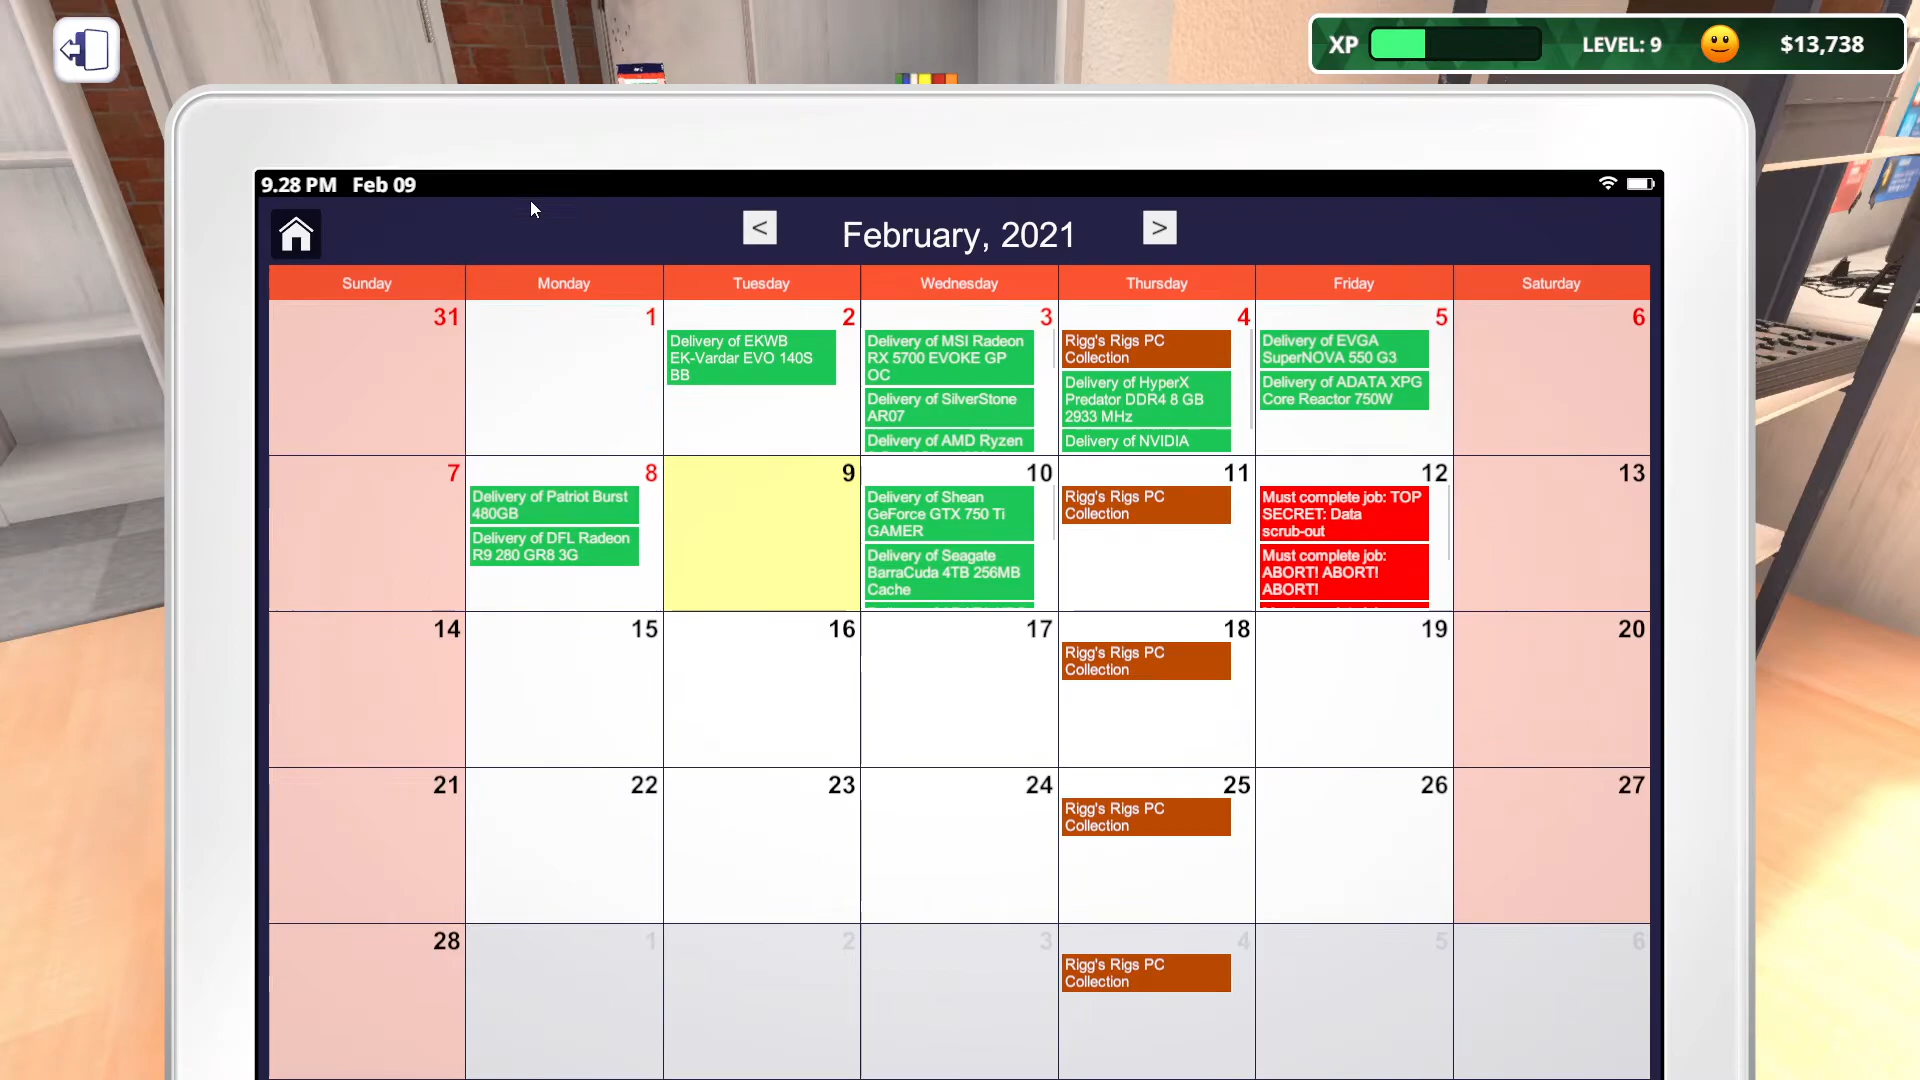 XP
LEVEL: 9
$13,738
9.28 PM Feb 09
<
February, 2021
>
Sunday
Monday
Tuesday
Wednesday
Thursday
Friday
Saturday
31
1
2
Delivery of EKWB
EK-Vardar EVO 140S
BB
3
Delivery of MSI Radeon
RX 5700 EVOKE GP
OC
Delivery of SilverStone
AR07
Delivery of AMD Ryzen
4
Rigg's Rigs PC
Collection
Delivery of HyperX
Predator DDR4 8 GB
2933 MHz
Delivery of NVIDIA
5
Delivery of EVGA
SuperNOVA 550 G3
Delivery of ADATA XPG
Core Reactor 750W
6
7
8
Delivery of Patriot Burst
480GB
Delivery of DFL Radeon
R9 280 GR8 3G
9
10
Delivery of Shean
GeForce GTX 750 Ti
GAMER
Delivery of Seagate
BarraCuda 4TB 256MB
Cache
11
Rigg's Rigs PC
Collection
12
Must complete job: TOP
SECRET: Data
scrub-out
Must complete job:
ABORT! ABORT!
ABORT!
13
14
15
16
17
18
Rigg's Rigs PC
Collection
19
20
21
22
23
24
25
Rigg's Rigs PC
Collection
26
27
28
1
2
3
4
Rigg's Rigs PC
Collection
5
6